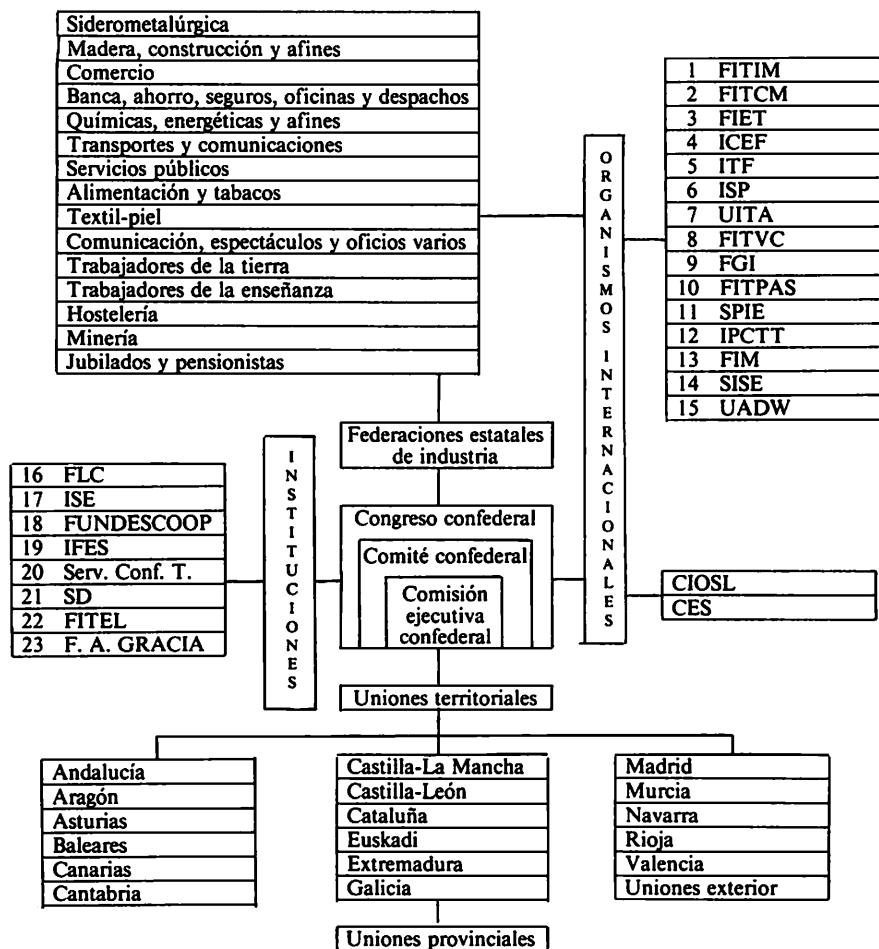 Siderometalúrgica
Madera, construcción y afines
Comercio
Banca, ahorro, seguros, oficinas y despachos
Químicas, energéticas y afines
Transportes y comunicaciones
Servicios públicos
Alimentación y tabacos
Textil-piel
Comunicación, espectáculos y oficios varios
Trabajadores de la tierra
Trabajadores de la enseñanza
Hostelería
Minería
Jubilados y pensionistas
ORGANISMOS INTERNACIONALES
1 FITIM
2 FITCM
3 FIET
4 ICEF
5 ITF
6 ISP
7 UITA
8 FITVC
9 FGI
10 FITPAS
11 SPIE
12 IPCTT
13 FIM
14 SISE
15 UADW
Federaciones estatales
de industria
16 FLC
17 ISE
18 FUNDESCOOP
19 IFES
20 Serv. Conf. T.
21 SD
22 FITEL
23 F. A. GRACIA
INSTITUCIONES
Congreso confederal
Comité confederal
Comisión
ejecutiva
confederal
CIOSL
CES
Uniones territoriales
Andalucía
Aragón
Asturias
Baleares
Canarias
Cantabria
Castilla-La Mancha
Castilla-León
Cataluña
Euskadi
Extremadura
Galicia
Madrid
Murcia
Navarra
Rioja
Valencia
Uniones exterior
Uniones provinciales